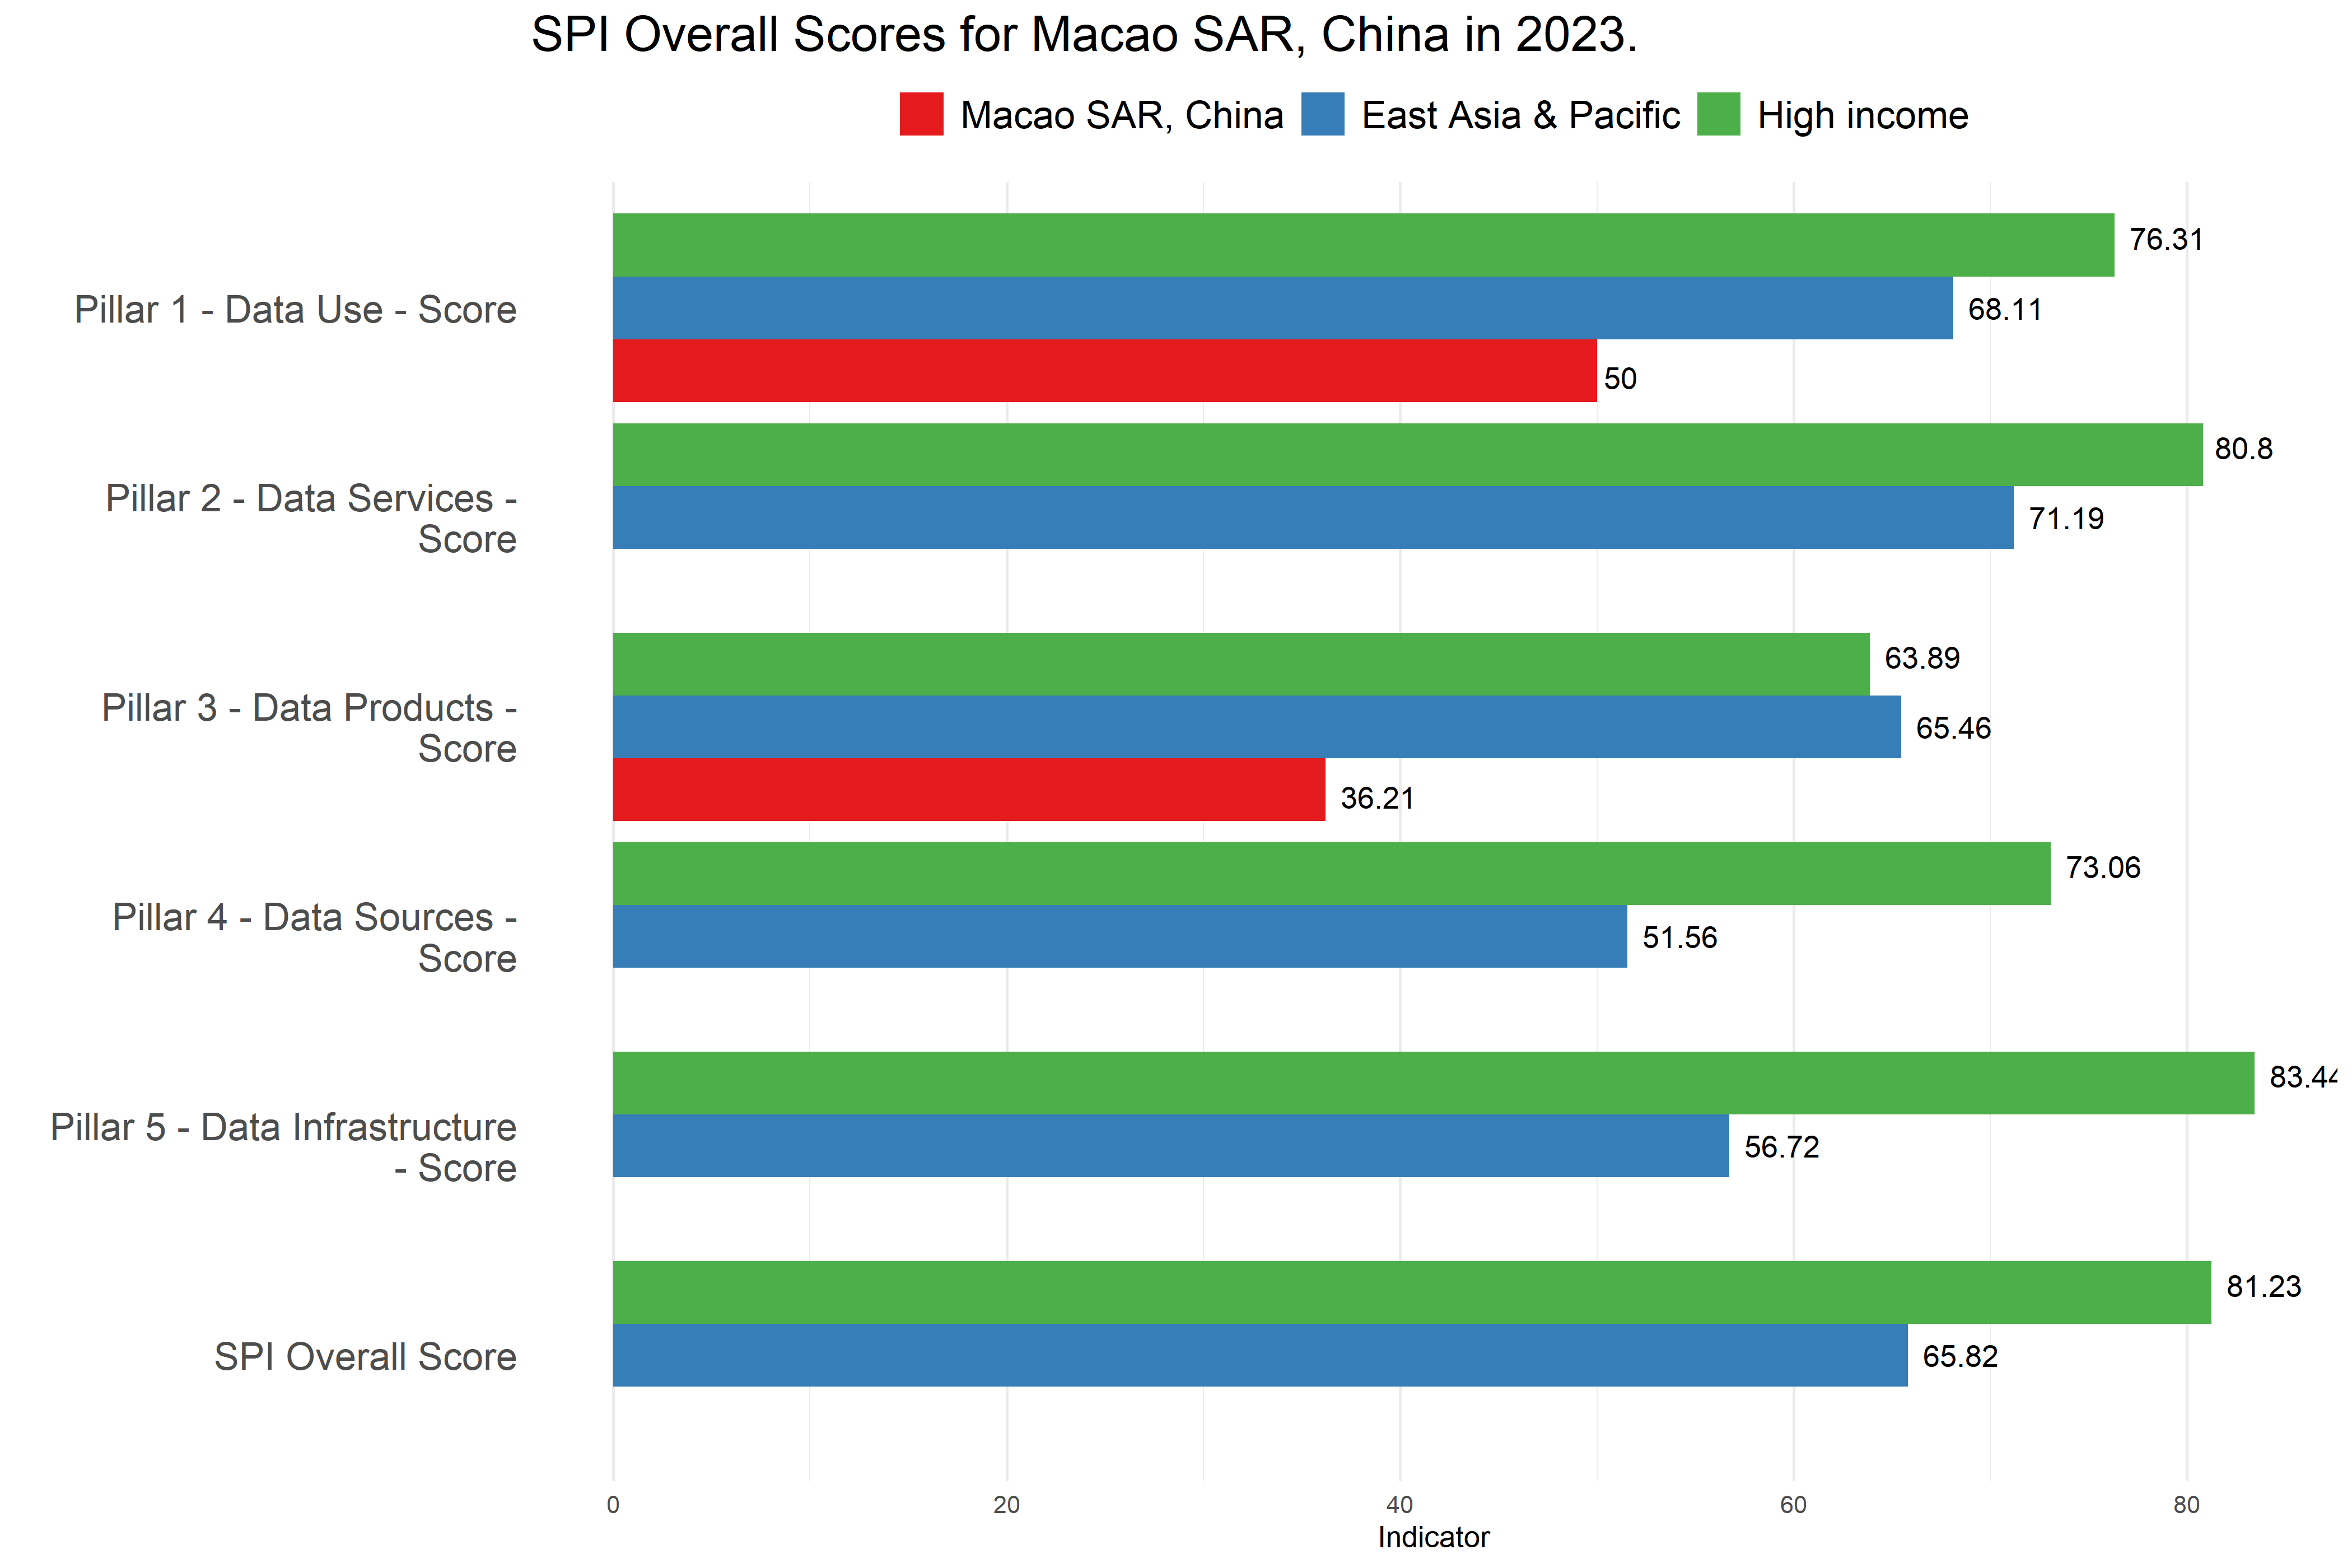 SPI Overall Scores for Macao SAR, China in 2023.
Macao SAR, China East Asia & Pacific High income
76.31
Pillar 1 - Data Use - Score
68.11
50
80.8
Pillar 2 - Data Services -
Score
71.19
63.89
Pillar 3 - Data Products -
Score
65.46
36.21
73.06
Pillar 4 - Data Sources -
Score
51.56
83.44
Pillar 5 - Data Infrastructure
- Score
56.72
81.23
SPI Overall Score
65.82
0 20 40 60 80
Indicator